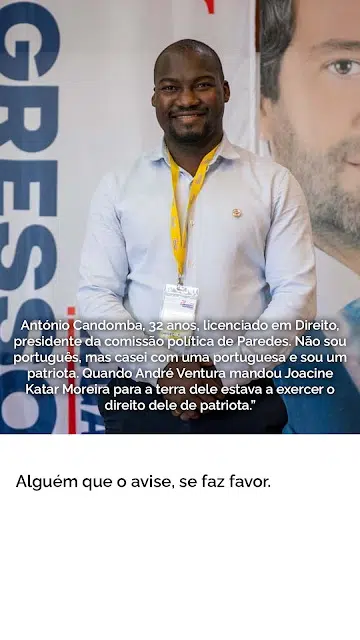 GRESSO
António Candomba, 32 anos, licenciado em Direito,
presidente da comissão política de Paredes. Não sou
português, mas casei com uma portuguesa e sou um
patriota. Quando André Ventura mandou Joacine
Katar Moreira para a terra dele estava a exercer o
direito dele de patriota."
Alguém que o avise, se faz favor.